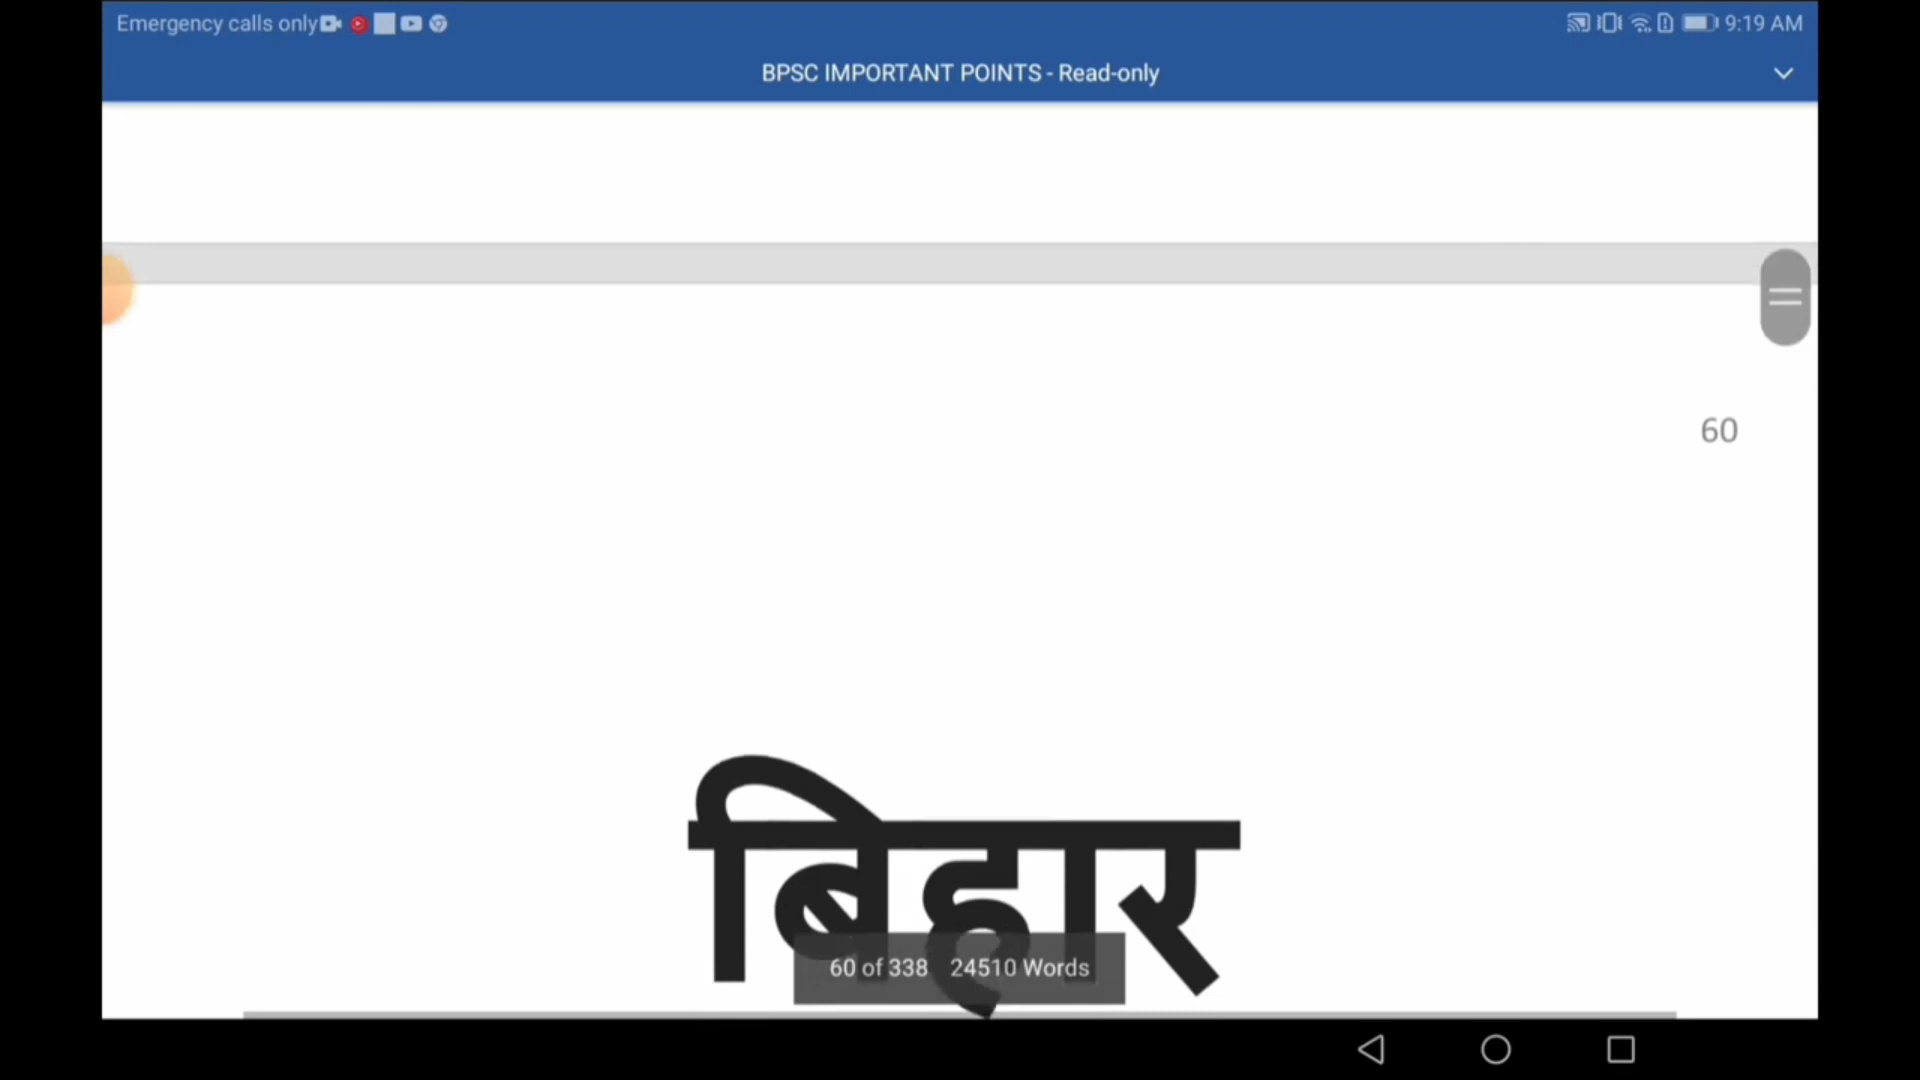 Emergency calls only
9:19 AM
BPSC IMPORTANT POINTS - Read-only
60
बिहार
60 of 338 24510 Words